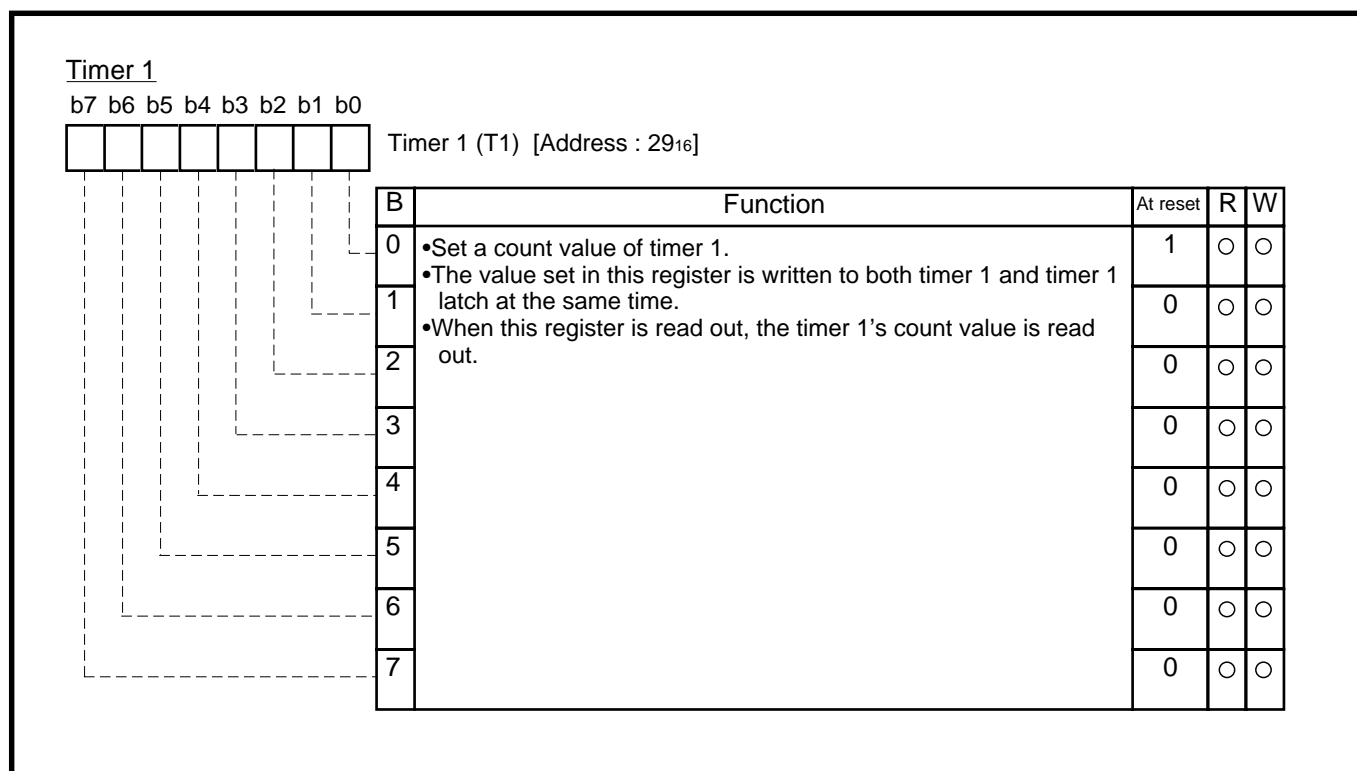 Timer 1
b7 b6 b5 b4 b3 b2 b1 b0
Timer 1 (T1) [Address : 29₁₆]
B Function At reset R W
0 •Set a count value of timer 1. 1 ○ ○
•The value set in this register is written to both timer 1 and timer 1
1 latch at the same time. 0 ○ ○
•When this register is read out, the timer 1’s count value is read
2 out. 0 ○ ○
3 0 ○ ○
4 0 ○ ○
5 0 ○ ○
6 0 ○ ○
7 0 ○ ○